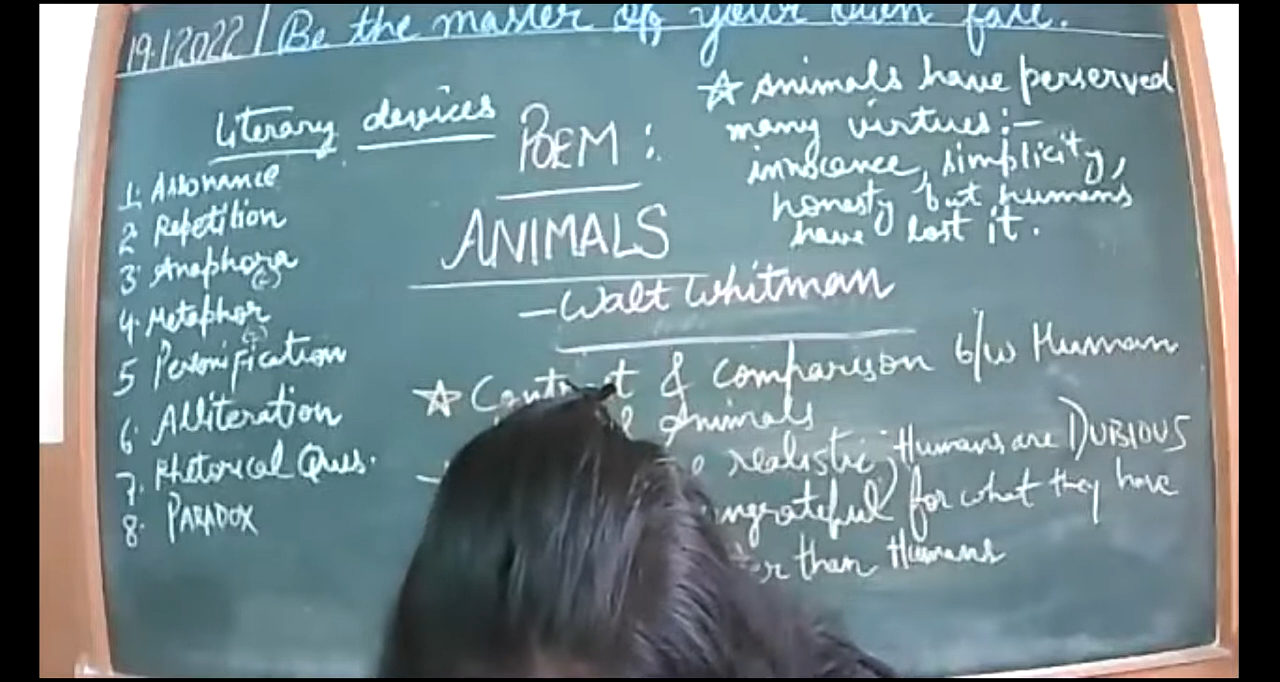 19.1.2022 | Be the master of your own fate.
Literary devices
1. Assonance
2. Repetition
3. Anaphora
4. Metaphor
5 Personification
6. Alliteration
7. Rhetorical Ques.
8. PARADOX
POEM :
ANIMALS
- Walt Whitman
☆ Animals have perserved
many virtues :-
innocence, simplicity,
honesty but humans
have lost it.
☆ & comparison b/w Human
Animals
realistic, Humans are DUBIOUS
for what they have
than Humans